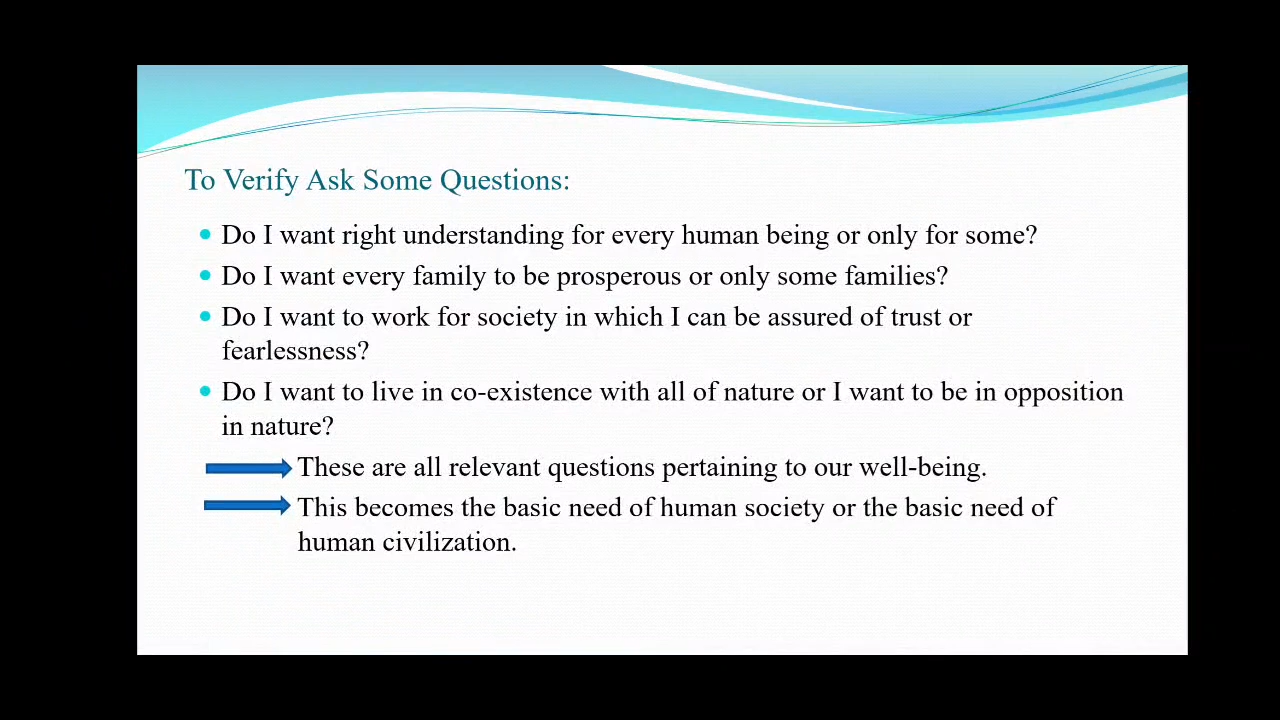 To Verify Ask Some Questions:
Do I want right understanding for every human being or only for some?
Do I want every family to be prosperous or only some families?
Do I want to work for society in which I can be assured of trust or
fearlessness?
Do I want to live in co-existence with all of nature or I want to be in opposition
in nature?
These are all relevant questions pertaining to our well-being.
This becomes the basic need of human society or the basic need of
human civilization.